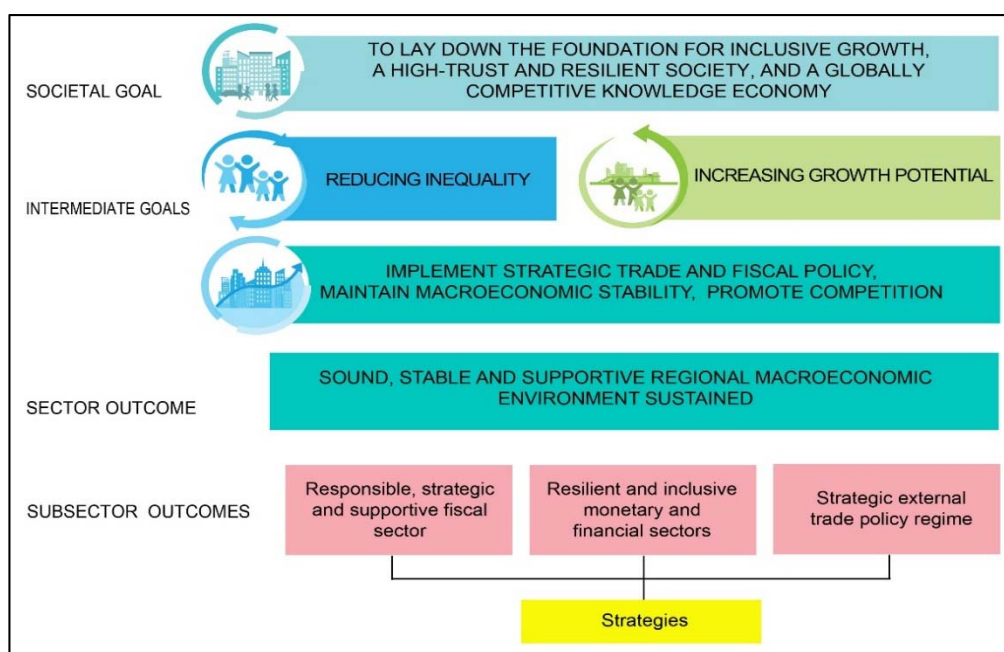 SOCIETAL GOAL
TO LAY DOWN THE FOUNDATION FOR INCLUSIVE GROWTH,
A HIGH-TRUST AND RESILIENT SOCIETY, AND A GLOBALLY
COMPETITIVE KNOWLEDGE ECONOMY
INTERMEDIATE GOALS
REDUCING INEQUALITY
INCREASING GROWTH POTENTIAL
IMPLEMENT STRATEGIC TRADE AND FISCAL POLICY,
MAINTAIN MACROECONOMIC STABILITY, PROMOTE COMPETITION
SECTOR OUTCOME
SOUND, STABLE AND SUPPORTIVE REGIONAL MACROECONOMIC
ENVIRONMENT SUSTAINED
SUBSECTOR OUTCOMES
Responsible, strategic
and supportive fiscal
sector
Resilient and inclusive
monetary and
financial sectors
Strategic external
trade policy regime
Strategies